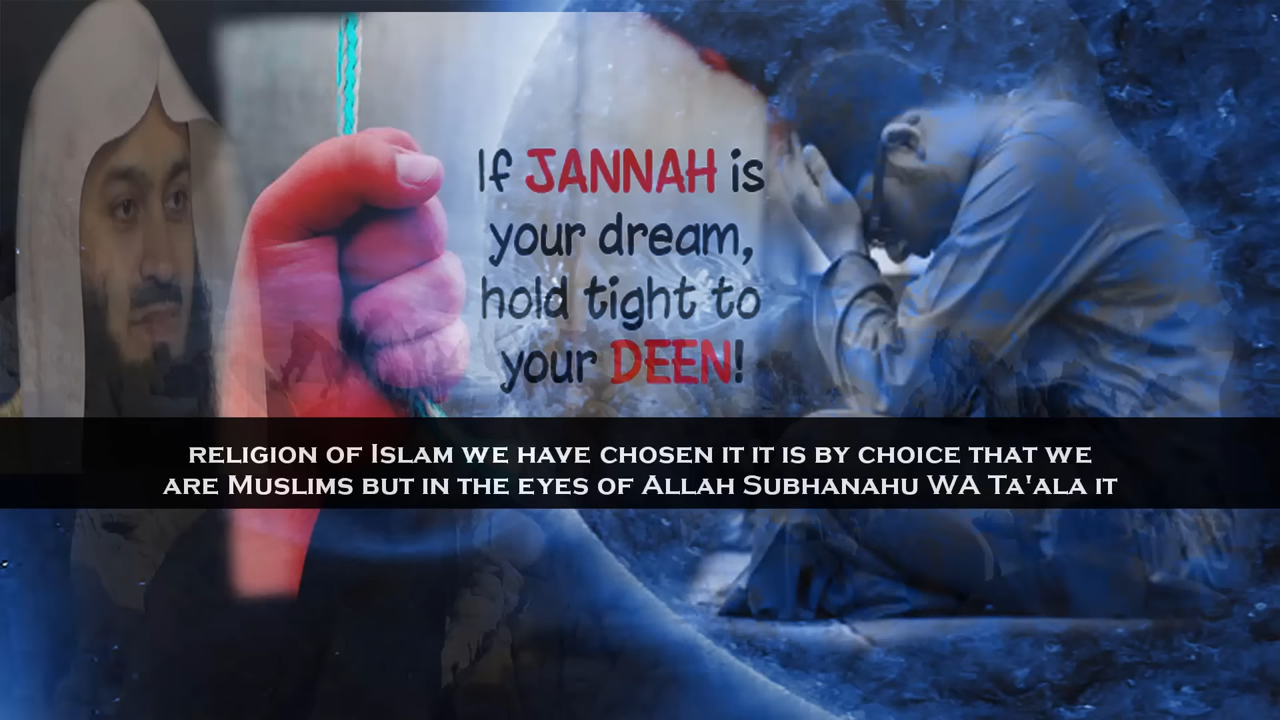 If JANNAH is
your dream,
hold tight to
your DEEN!
RELIGION OF ISLAM WE HAVE CHOSEN IT IT IS BY CHOICE THAT WE
ARE MUSLIMS BUT IN THE EYES OF ALLAH SUBHANAHU WA TA'ALA IT